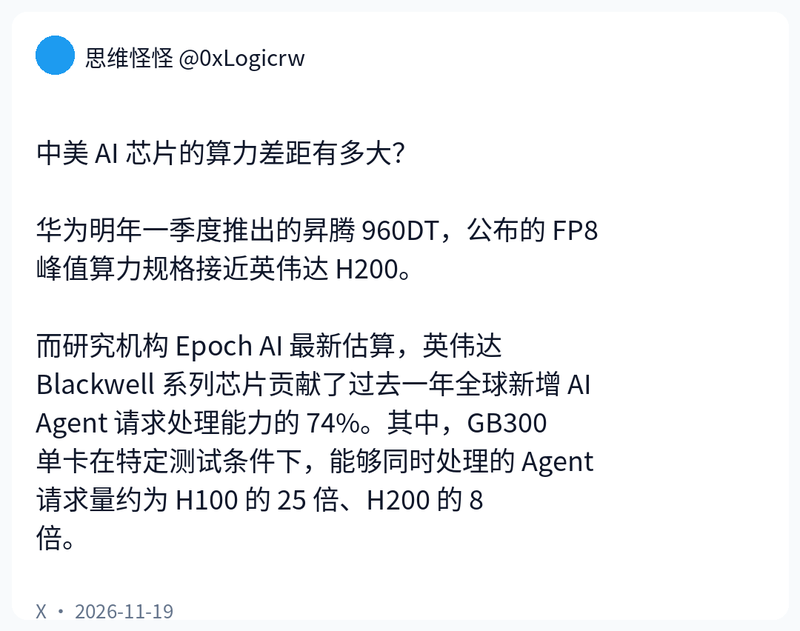 思维怪怪 @0xLogicrw
中美 AI 芯片的算力差距有多大？
华为明年一季度推出的昇腾 960DT，公布的 FP8
峰值算力规格接近英伟达 H200。
而研究机构 Epoch AI 最新估算，英伟达
Blackwell 系列芯片贡献了过去一年全球新增 AI
Agent 请求处理能力的 74%。其中，GB300
单卡在特定测试条件下，能够同时处理的 Agent
请求量约为 H100 的 25 倍、H200 的 8
倍。
X · 2026-11-19